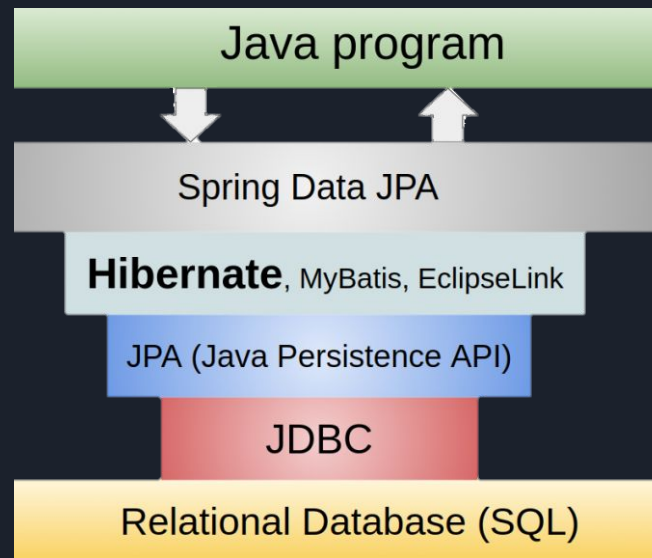 Java program
Spring Data JPA
Hibernate, MyBatis, EclipseLink
JPA (Java Persistence API)
JDBC
Relational Database (SQL)